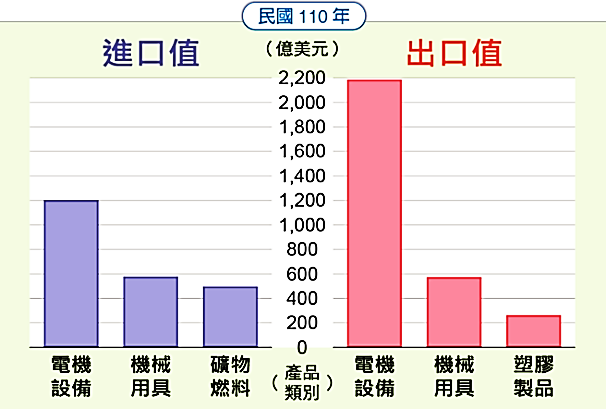 民國 110 年
進口值
（億美元）
出口值
2,200
2,000
1,800
1,600
1,400
1,200
1,000
800
600
400
200
0
電機設備
機械用具
礦物燃料
（產品類別）
電機設備
機械用具
塑膠製品